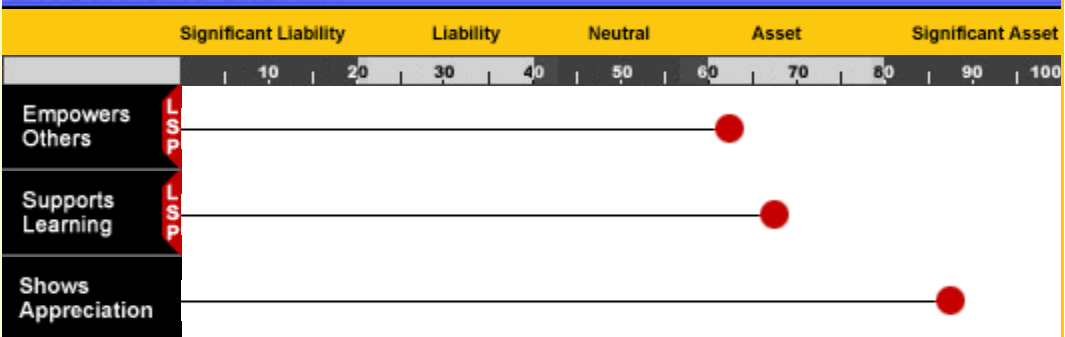 Significant Liability Liability Neutral Asset Significant Asset
10 20 30 40 50 60 70 80 90 100
Empowers
Others
L
S
P
Supports
Learning
L
S
P
Shows
Appreciation